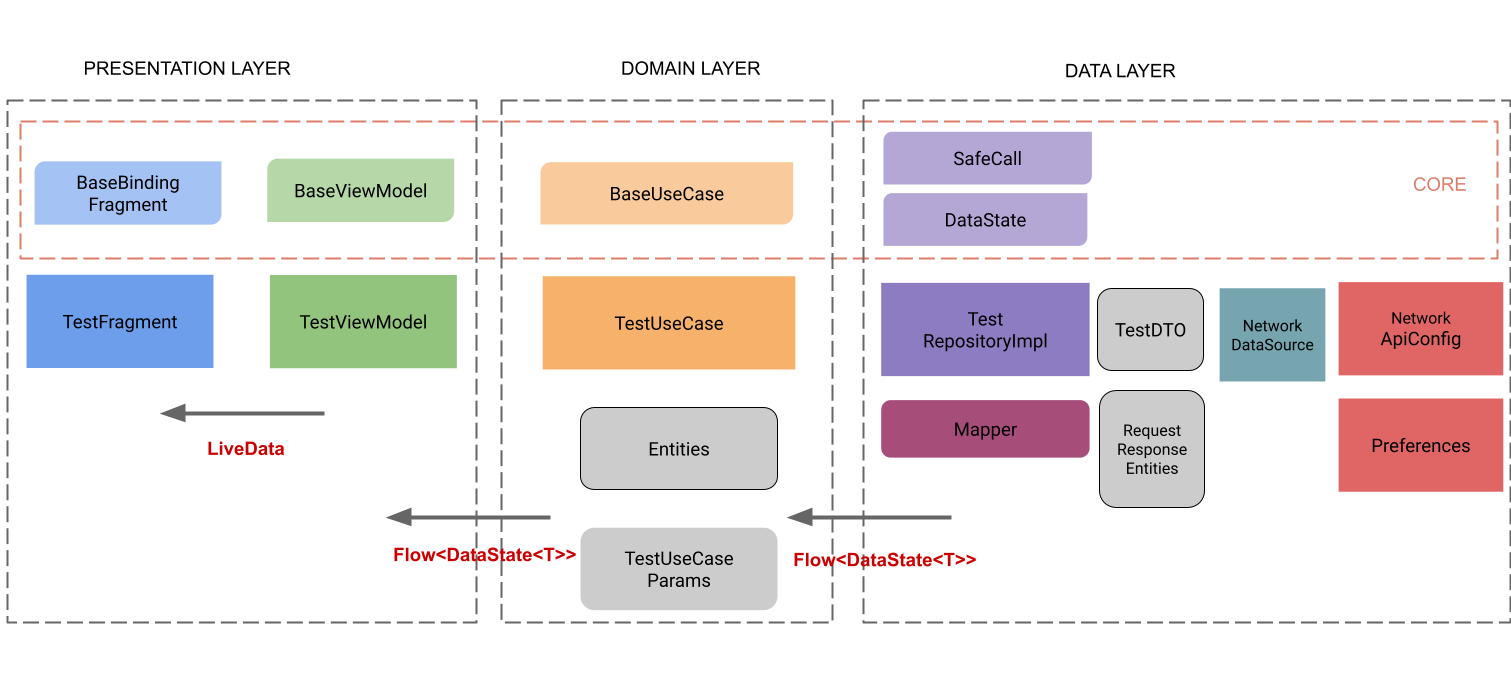 PRESENTATION LAYER
DOMAIN LAYER
DATA LAYER
BaseBinding
Fragment
BaseViewModel
BaseUseCase
SafeCall
DataState
CORE
TestFragment
TestViewModel
TestUseCase
Test
RepositoryImpl
TestDTO
Network
DataSource
Network
ApiConfig
LiveData
Entities
Mapper
Request
Response
Entities
Preferences
Flow<DataState<T>>
TestUseCase
Params
Flow<DataState<T>>